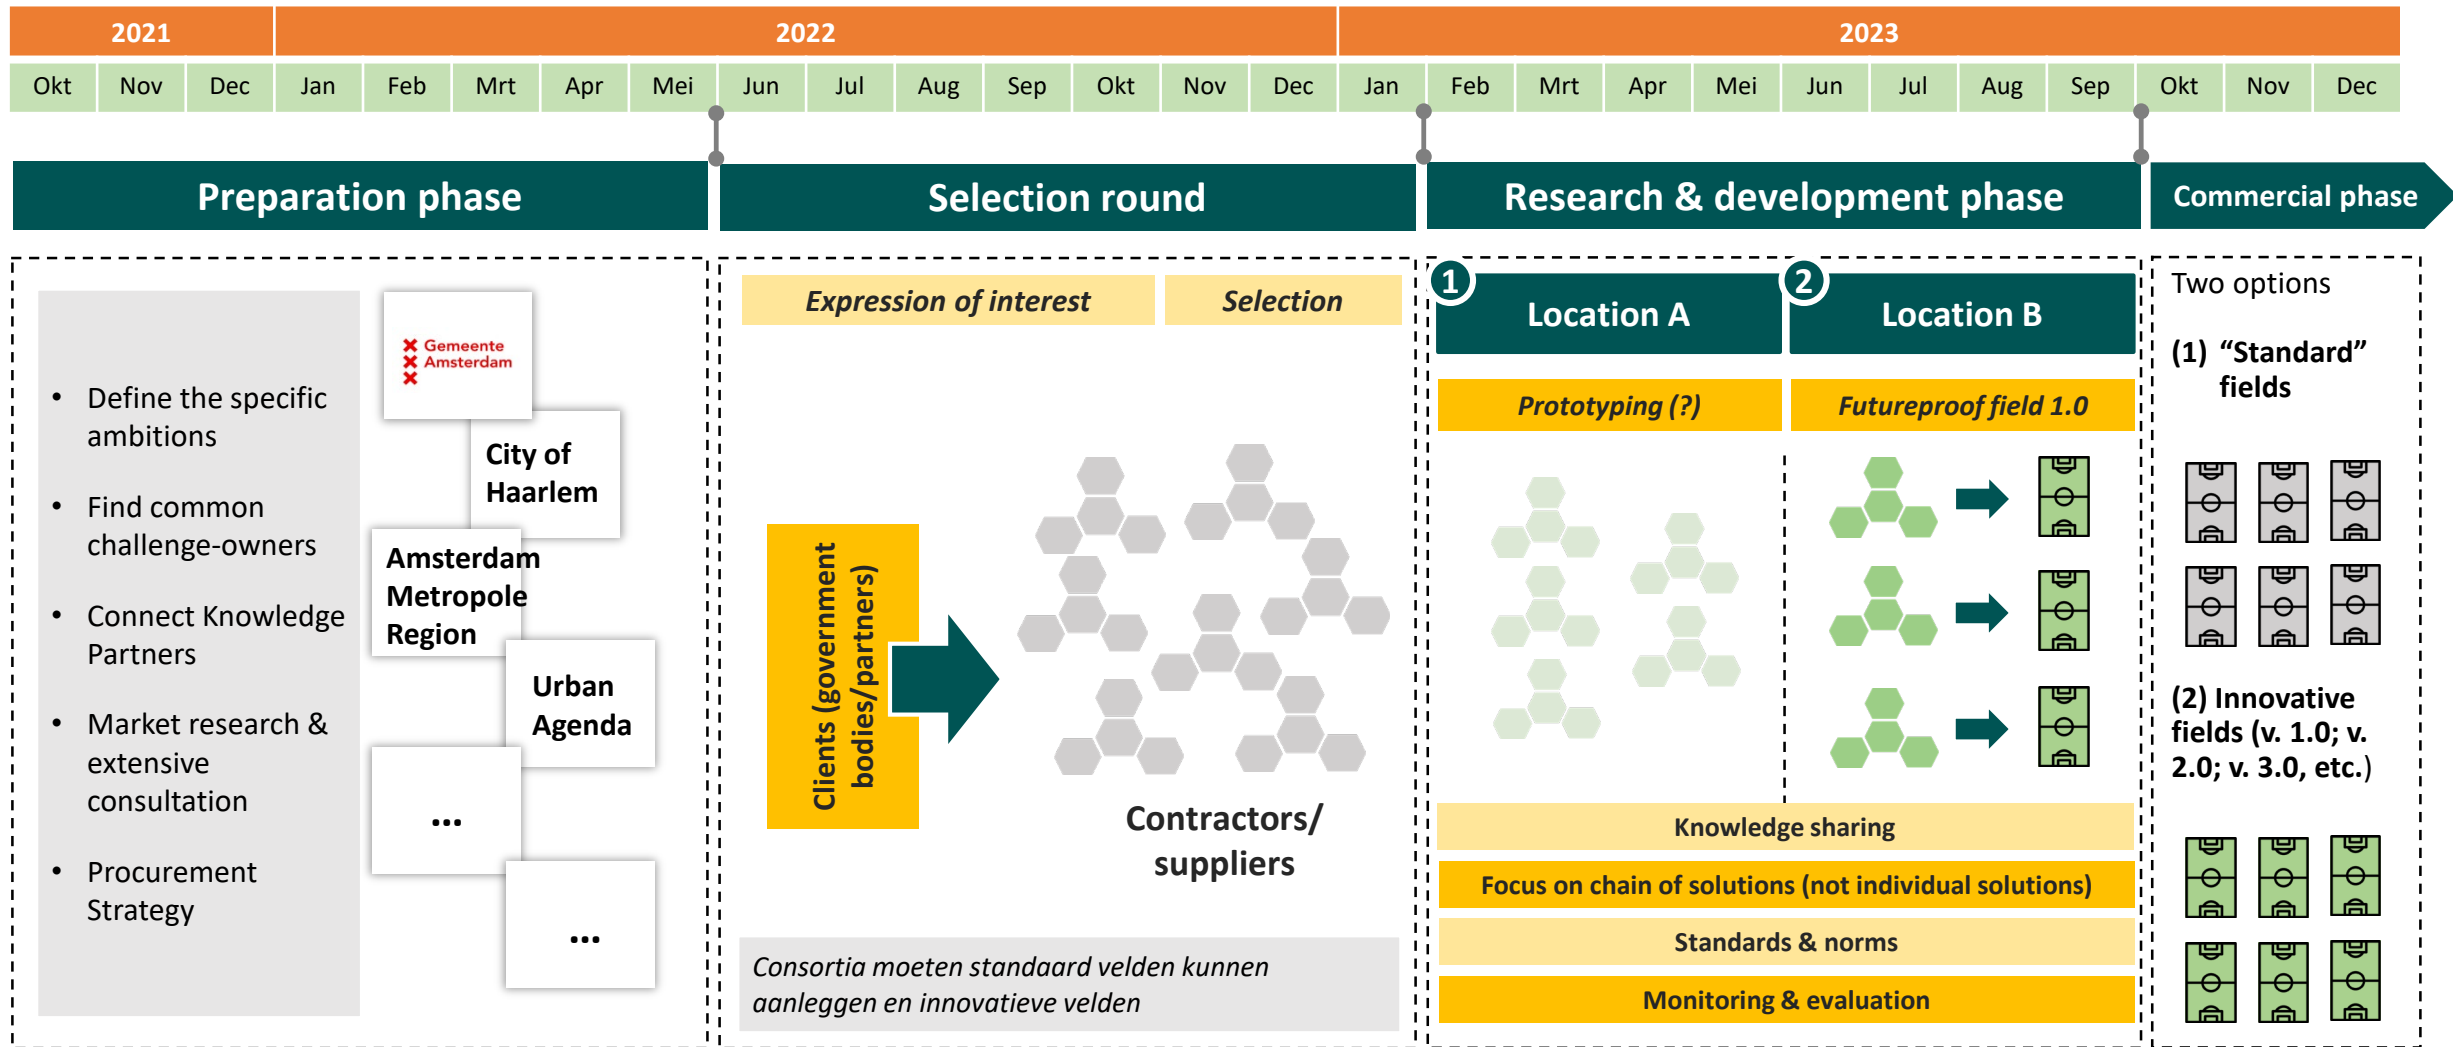 2021
2022
2023
Okt Nov Dec Jan Feb Mrt Apr Mei Jun Jul Aug Sep Okt Nov Dec Jan Feb Mrt Apr Mei Jun Jul Aug Sep Okt Nov Dec
Preparation phase
Selection round
Research & development phase
Commercial phase
• Define the specific
ambitions
• Find common
challenge-owners
• Connect Knowledge
Partners
• Market research &
extensive
consultation
• Procurement
Strategy
Gemeente
Amsterdam
City of
Haarlem
Amsterdam
Metropole
Region
Urban
Agenda
...
...
Expression of interest
Selection
Clients (government
bodies/partners)
Contractors/
suppliers
Consortia moeten standaard velden kunnen
aanleggen en innovatieve velden
1
Location A
2
Location B
Prototyping (?)
Futureproof field 1.0
Knowledge sharing
Focus on chain of solutions (not individual solutions)
Standards & norms
Monitoring & evaluation
Two options
(1) “Standard”
fields
(2) Innovative
fields (v. 1.0; v.
2.0; v. 3.0, etc.)